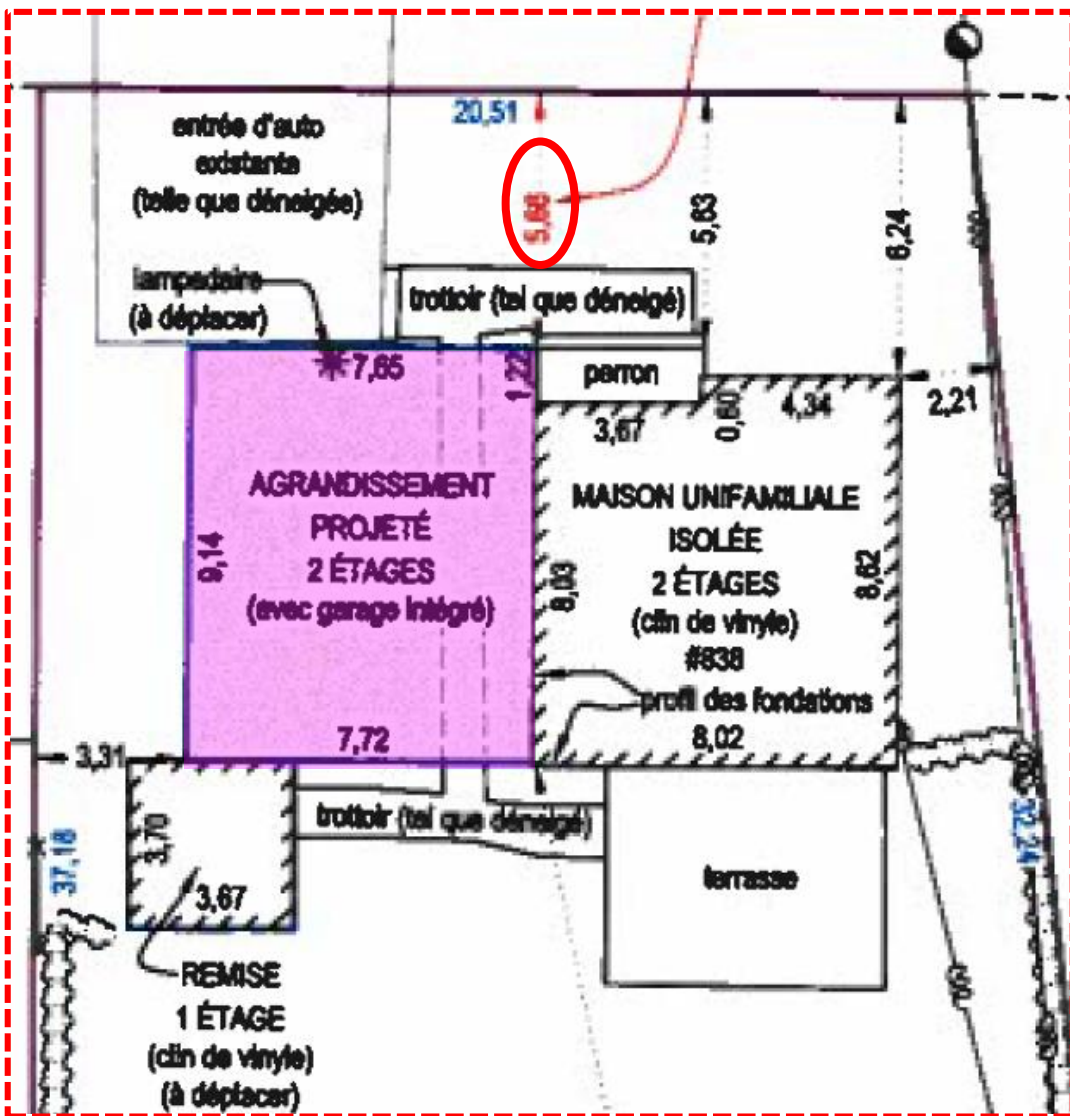 20,51
entrée d'auto
existante
(telle que déneigée)
5,63
6,24
lampadaire
(à déplacer)
trottoir (tel que déneigé)
7,65
1,22
perron
3,67
0,60
4,34
2,21
AGRANDISSEMENT
PROJETÉ
2 ÉTAGES
(avec garage intégré)
9,14
MAISON UNIFAMILIALE
ISOLÉE
2 ÉTAGES
(clin de vinyle)
#838
8,03
8,62
profil des fondations
7,72
8,02
3,31
trottoir (tel que déneigé)
3,70
3,67
37,18
32,24
terrasse
REMISE
1 ÉTAGE
(clin de vinyle)
(à déplacer)